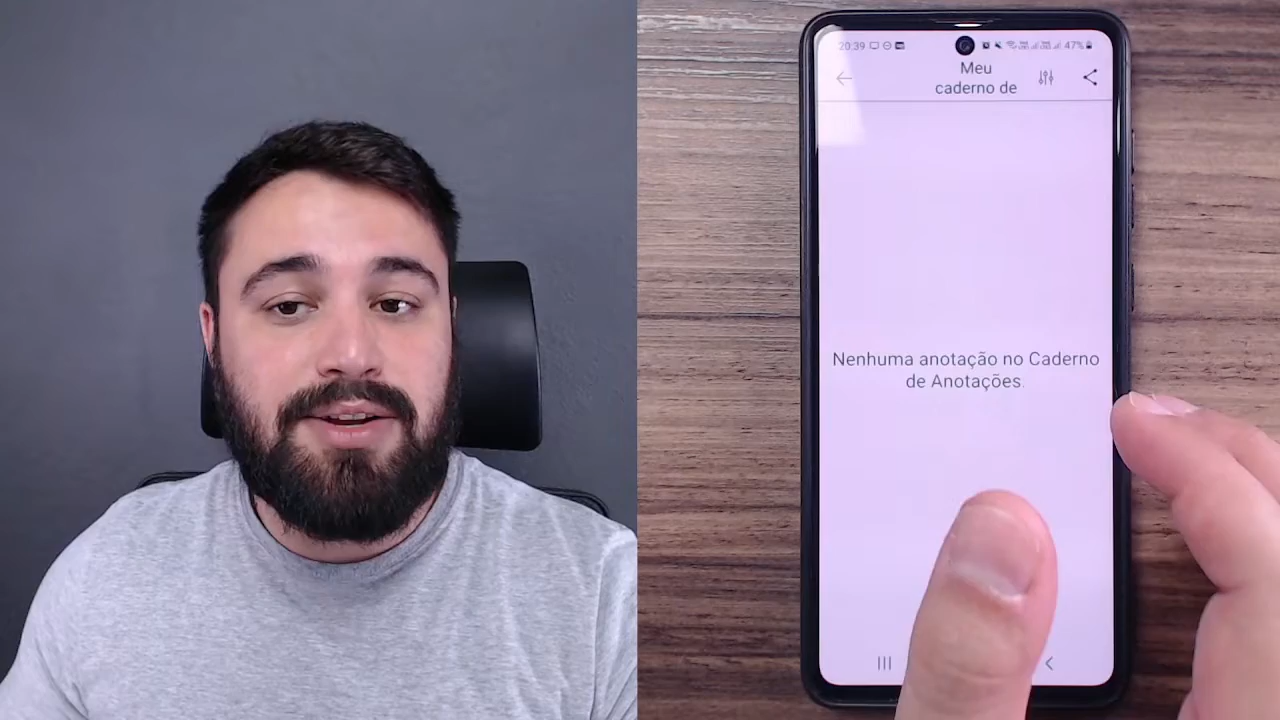 20:39
47%
Meu
caderno de
Nenhuma anotação no Caderno
de Anotações.